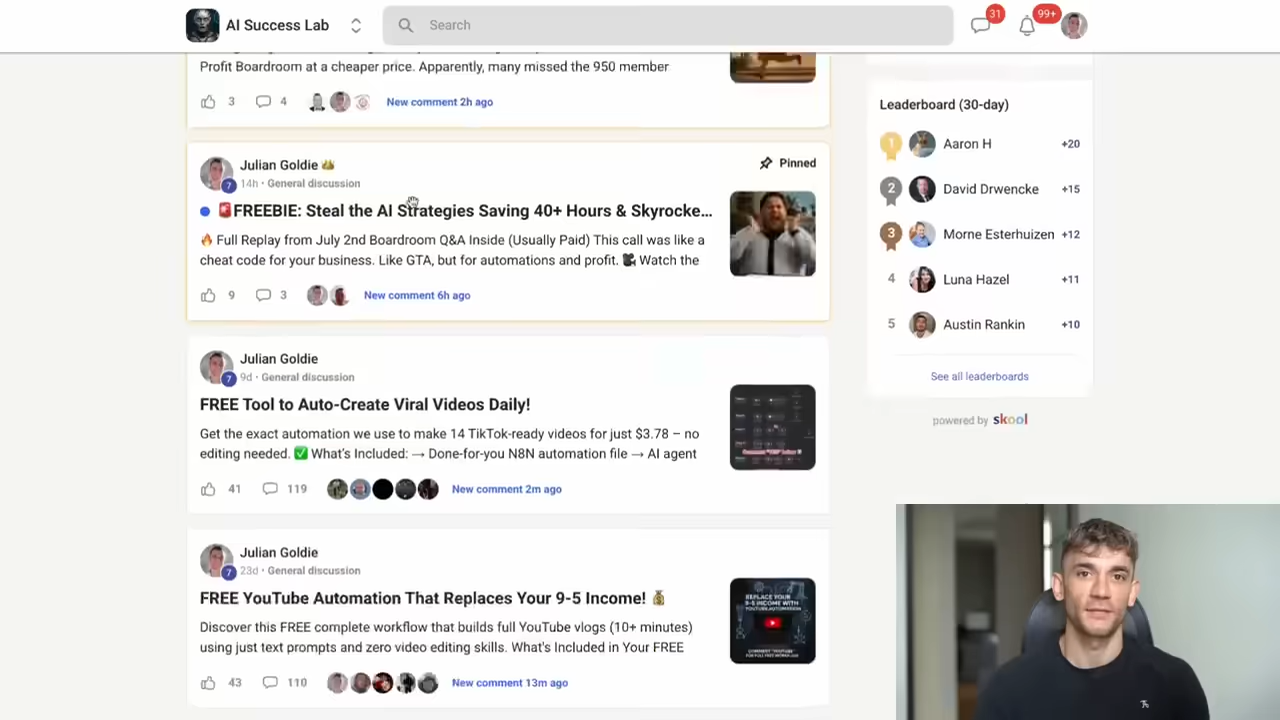 AI Success Lab
Search
31
99+
Profit Boardroom at a cheaper price. Apparently, many missed the 950 member
3
4
New comment 2h ago
Julian Goldie
Pinned
7
14h · General discussion
FREEBIE: Steal the AI Strategies Saving 40+ Hours & Skyrocke...
🔥 Full Replay from July 2nd Boardroom Q&A Inside (Usually Paid) This call was like a
cheat code for your business. Like GTA, but for automations and profit. 🎥 Watch the
9
3
New comment 6h ago
Julian Goldie
7
9d · General discussion
FREE Tool to Auto-Create Viral Videos Daily!
Get the exact automation we use to make 14 TikTok-ready videos for just $3.78 – no
editing needed. ✅ What's Included: → Done-for-you N8N automation file → AI agent
41
119
New comment 2m ago
Julian Goldie
7
23d · General discussion
FREE YouTube Automation That Replaces Your 9-5 Income! 💰
Discover this FREE complete workflow that builds full YouTube vlogs (10+ minutes)
using just text prompts and zero video editing skills. What's Included in Your FREE
REPLACE YOUR
9-5 INCOME WITH
YOUTUBE AUTOMATION
43
110
New comment 13m ago
Leaderboard (30-day)
1
Aaron H
+20
2
David Drwencke
+15
3
Morne Esterhuizen
+12
4
Luna Hazel
+11
5
Austin Rankin
+10
See all leaderboards
powered by skool